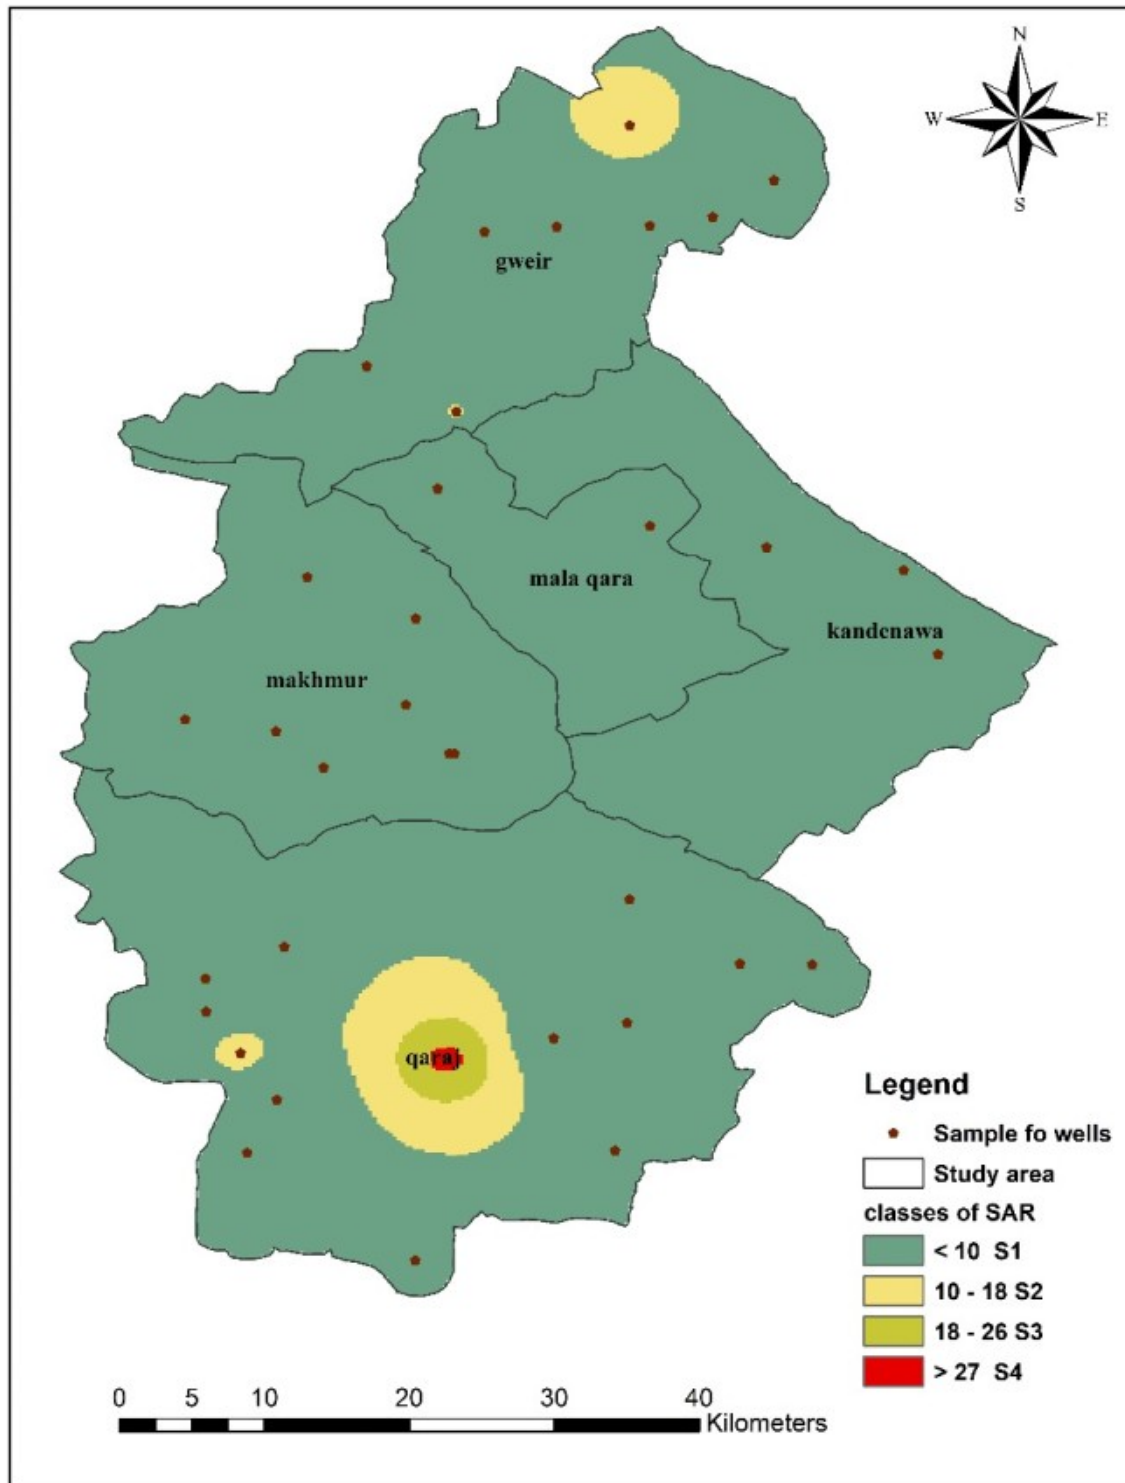 N
W E
S
gweir
mala qara
kandenawa
makhmur
qaraj
Legend
Sample fo wells
Study area
classes of SAR
< 10 S1
10 - 18 S2
18 - 26 S3
> 27 S4
0 5 10 20 30 40
Kilometers